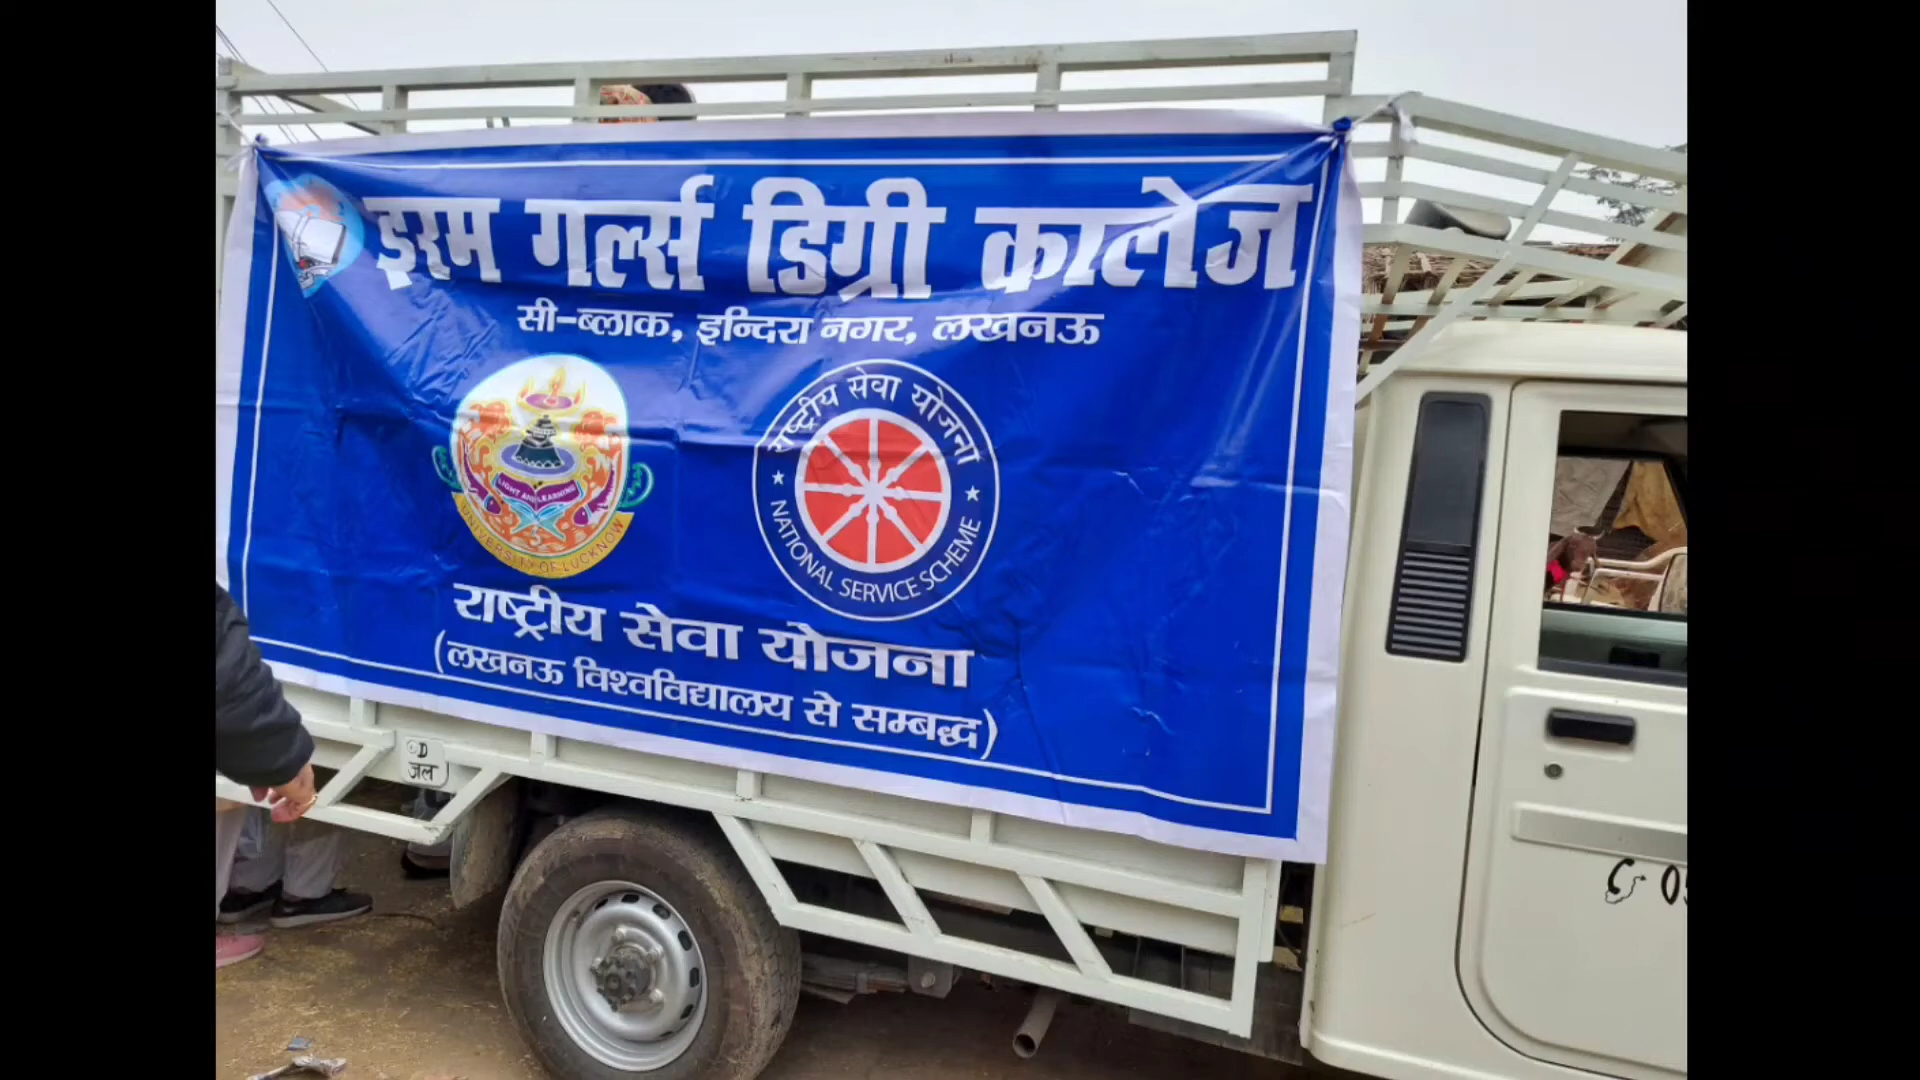 इरम गर्ल्स डिग्री कालेज
सी-ब्लाक, इन्दिरा नगर, लखनऊ
LIGHT AND LEARNING
UNIVERSITY OF LUCKNOW
राष्ट्रीय सेवा योजना
NATIONAL SERVICE SCHEME
राष्ट्रीय सेवा योजना
(लखनऊ विश्वविद्यालय से सम्बद्ध)
D
जल